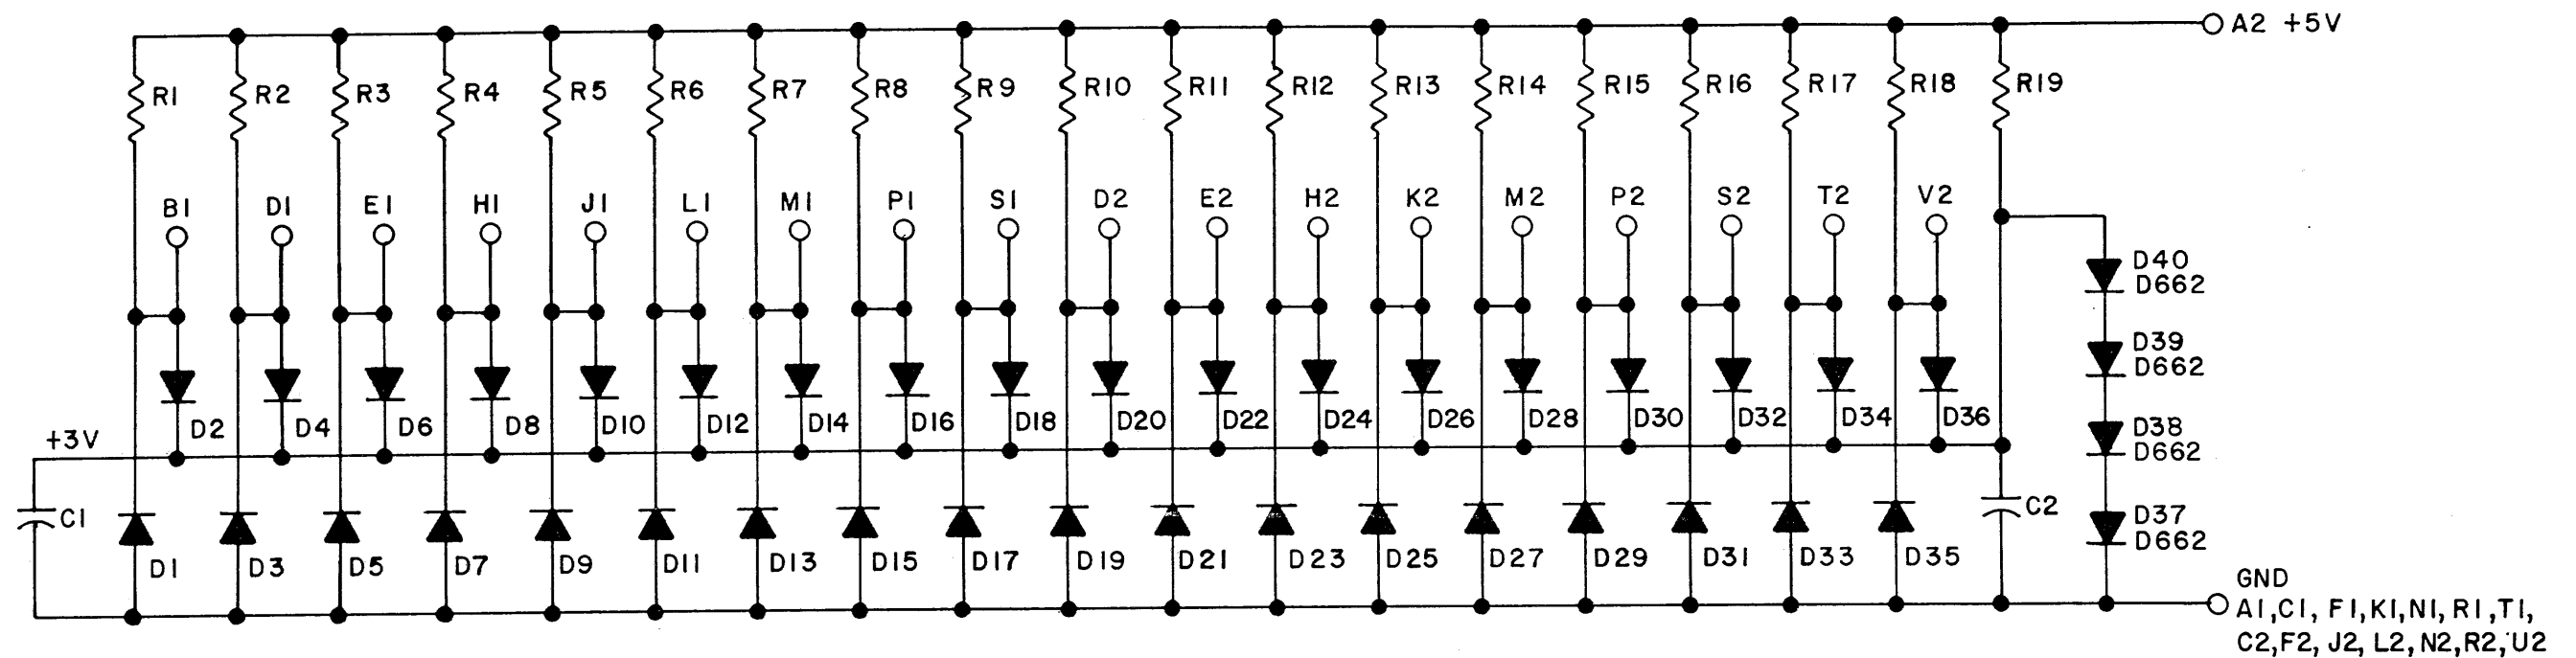 A2 +5V
R1 R2 R3 R4 R5 R6 R7 R8 R9 R10 R11 R12 R13 R14 R15 R16 R17 R18 R19
B1 D1 E1 H1 J1 L1 M1 P1 S1 D2 E2 H2 K2 M2 P2 S2 T2 V2
D40
D662
D39
D662
D2 D4 D6 D8 D10 D12 D14 D16 D18 D20 D22 D24 D26 D28 D30 D32 D34 D36
D38
D662
+3V
C1
C2
D37
D662
D1 D3 D5 D7 D9 D11 D13 D15 D17 D19 D21 D23 D25 D27 D29 D31 D33 D35
GND
A1,C1, F1,K1,N1, R1,T1,
C2,F2, J2, L2, N2,R2, U2